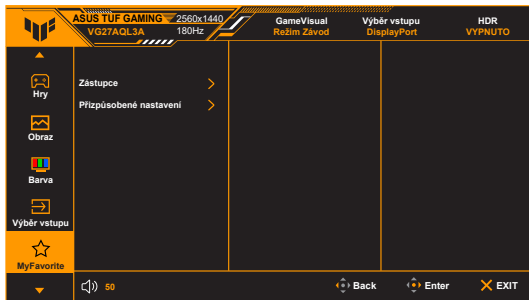 ASUS TUF GAMING 2560x1440
VG27AQL3A 180Hz
GameVisual
Režim Závod
Výběr vstupu
DisplayPort
HDR
VYPNUTO
Hry
Obraz
Barva
Výběr vstupu
MyFavorite
Zástupce
Přizpůsobené nastavení
50
Back
Enter
EXIT